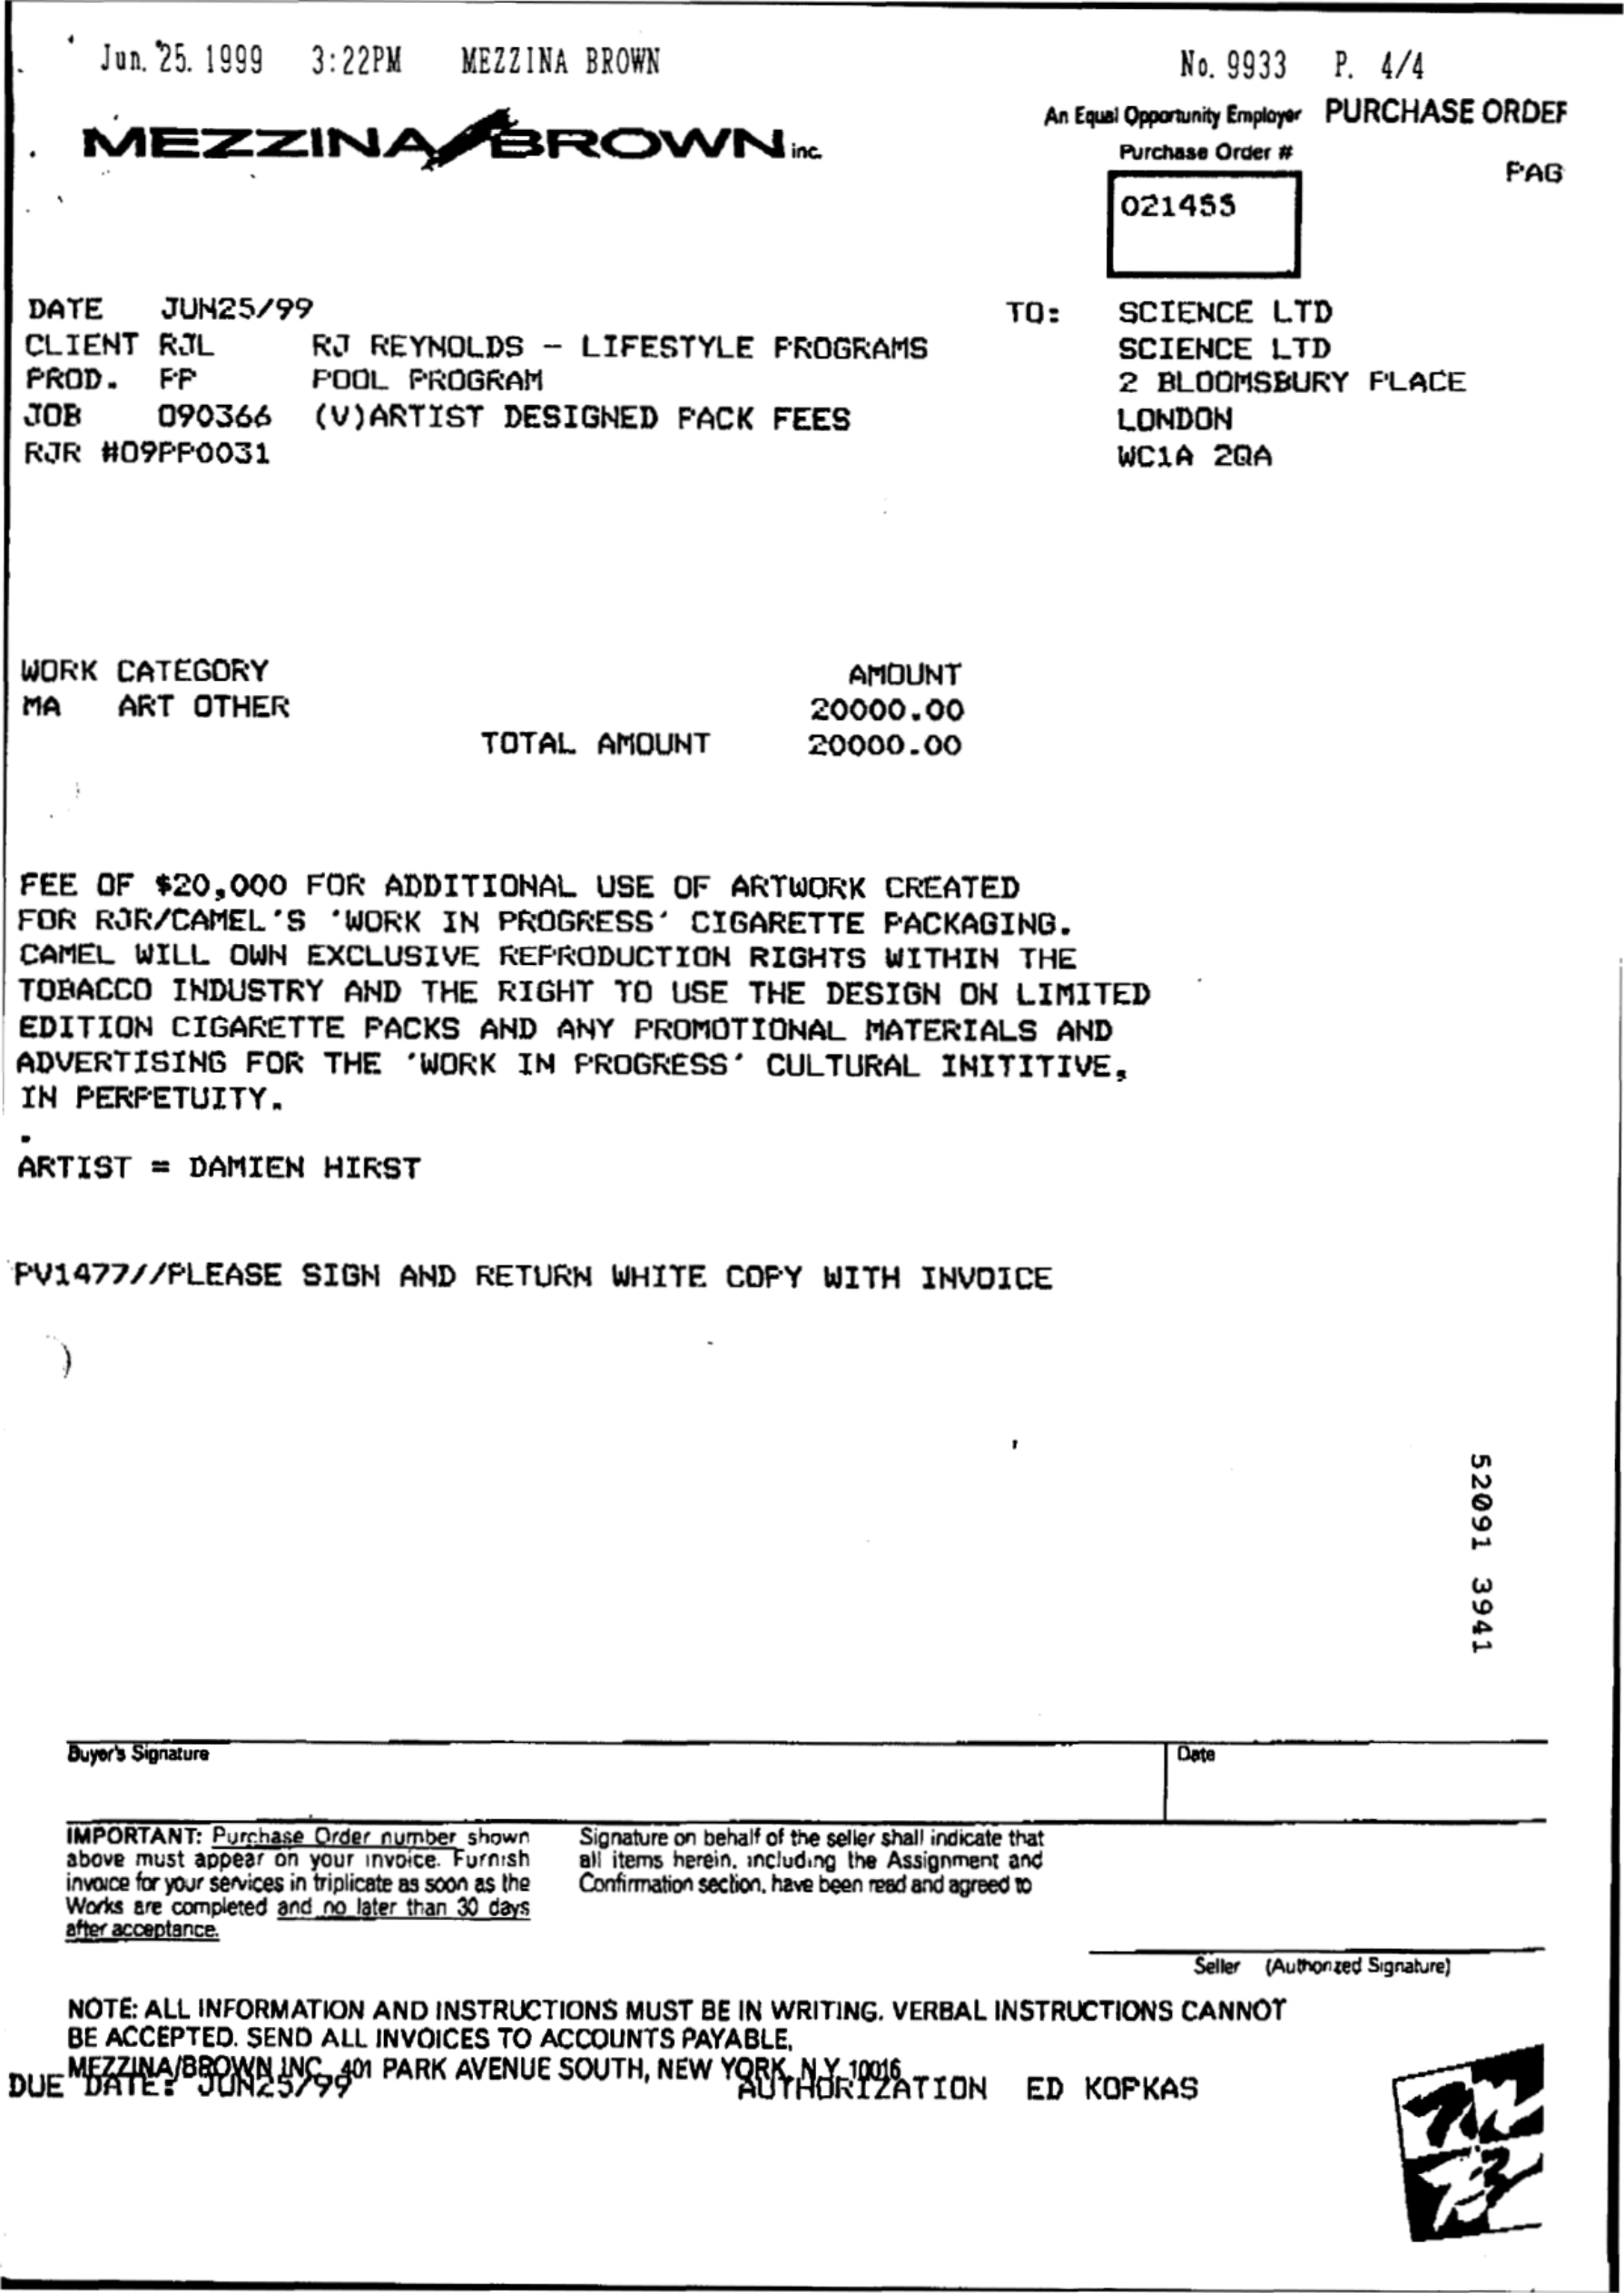 Jun. 25. 1999 3:22PM MEZZINA BROWN No. 9933 P. 4/4
MEZZINA/BROWN inc.
An Equal Opportunity Employer PURCHASE ORDER
Purchase Order #
PAG
021455
DATE JUN25/99
CLIENT RJL RJ REYNOLDS - LIFESTYLE PROGRAMS
PROD. PP POOL PROGRAM
JOB 090366 (V)ARTIST DESIGNED PACK FEES
RJR #09PP0031
TO: SCIENCE LTD
SCIENCE LTD
2 BLOOMSBURY PLACE
LONDON
WC1A 2QA
WORK CATEGORY AMOUNT
MA ART OTHER 20000.00
TOTAL AMOUNT 20000.00
FEE OF $20,000 FOR ADDITIONAL USE OF ARTWORK CREATED
FOR RJR/CAMEL'S 'WORK IN PROGRESS' CIGARETTE PACKAGING.
CAMEL WILL OWN EXCLUSIVE REPRODUCTION RIGHTS WITHIN THE
TOBACCO INDUSTRY AND THE RIGHT TO USE THE DESIGN ON LIMITED
EDITION CIGARETTE PACKS AND ANY PROMOTIONAL MATERIALS AND
ADVERTISING FOR THE 'WORK IN PROGRESS' CULTURAL INITITIVE,
IN PERPETUITY.
.
ARTIST = DAMIEN HIRST
PV1477//PLEASE SIGN AND RETURN WHITE COPY WITH INVOICE
52091 3941
Buyer's Signature Date
IMPORTANT: Purchase Order number shown
above must appear on your invoice. Furnish
invoice for your services in triplicate as soon as the
Works are completed and no later than 30 days
after acceptance.
Signature on behalf of the seller shall indicate that
all items herein, including the Assignment and
Confirmation section, have been read and agreed to
Seller (Authorized Signature)
NOTE: ALL INFORMATION AND INSTRUCTIONS MUST BE IN WRITING. VERBAL INSTRUCTIONS CANNOT
BE ACCEPTED. SEND ALL INVOICES TO ACCOUNTS PAYABLE,
MEZZINA/BROWN INC. 401 PARK AVENUE SOUTH, NEW YORK, N.Y. 10016
DUE DATE: JUN25/99 AUTHORIZATION ED KOPKAS